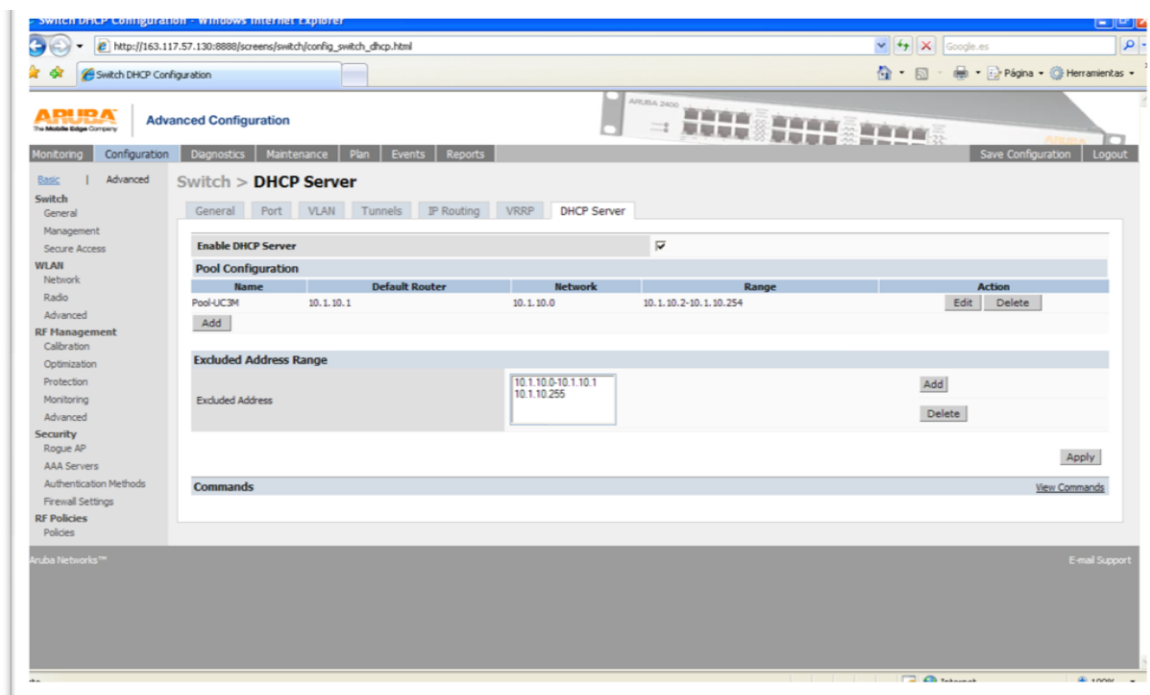 Switch DHCP Configuration - Windows Internet Explorer
http://163.117.57.130:8888/screens/switch/config_switch_dhcp.html
Google.es
Switch DHCP Configuration
Página
Herramientas
ARUBA
The Mobile Edge Company
Advanced Configuration
ARUBA 2400
ARUBA
Monitoring Configuration Diagnostics Maintenance Plan Events Reports Save Configuration Logout
Basic | Advanced
Switch
General
Management
Secure Access
WLAN
Network
Radio
Advanced
RF Management
Calibration
Optimization
Protection
Monitoring
Advanced
Security
Rogue AP
AAA Servers
Authentication Methods
Firewall Settings
RF Policies
Policies
Switch > DHCP Server
General Port VLAN Tunnels IP Routing VRRP DHCP Server
Enable DHCP Server
Pool Configuration
Name Default Router Network Range Action
Pool-UC3M 10.1.10.1 10.1.10.0 10.1.10.2-10.1.10.254 Edit Delete
Add
Excluded Address Range
Excluded Address
10.1.10.0-10.1.10.1
10.1.10.255
Add
Delete
Apply
Commands View Commands
Aruba Networks™ E-mail Support
Internet 100%